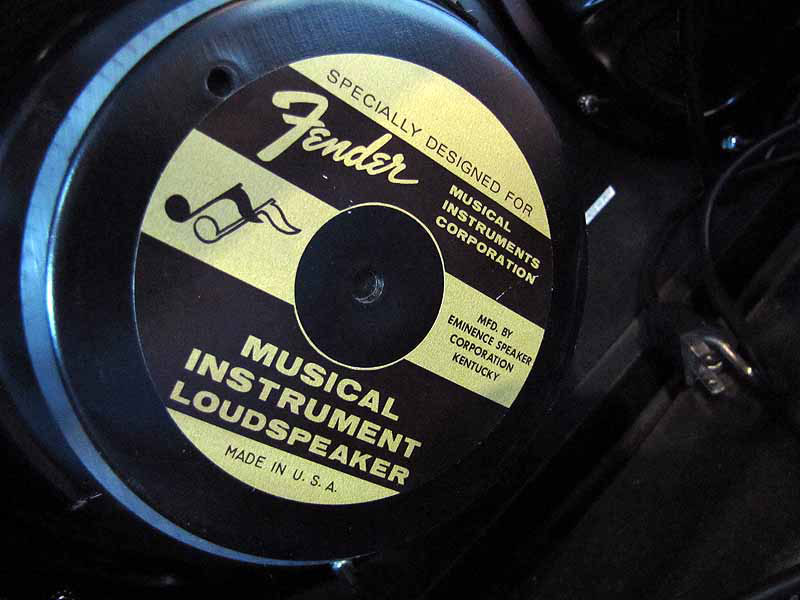 SPECIALLY DESIGNED FOR
Fender
MUSICAL
INSTRUMENTS
CORPORATION
MFD. BY
EMINENCE SPEAKER
CORPORATION
KENTUCKY
MUSICAL
INSTRUMENT
LOUDSPEAKER
MADE IN U.S.A.